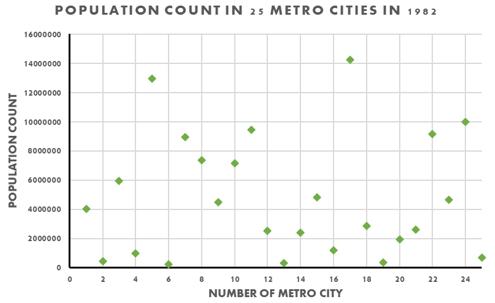 POPULATION COUNT IN 25 METRO CITIES IN 1982
16000000
14000000
12000000
10000000
8000000
6000000
4000000
2000000
0
POPULATION COUNT
0 2 4 6 8 10 12 14 16 18 20 22 24
NUMBER OF METRO CITY